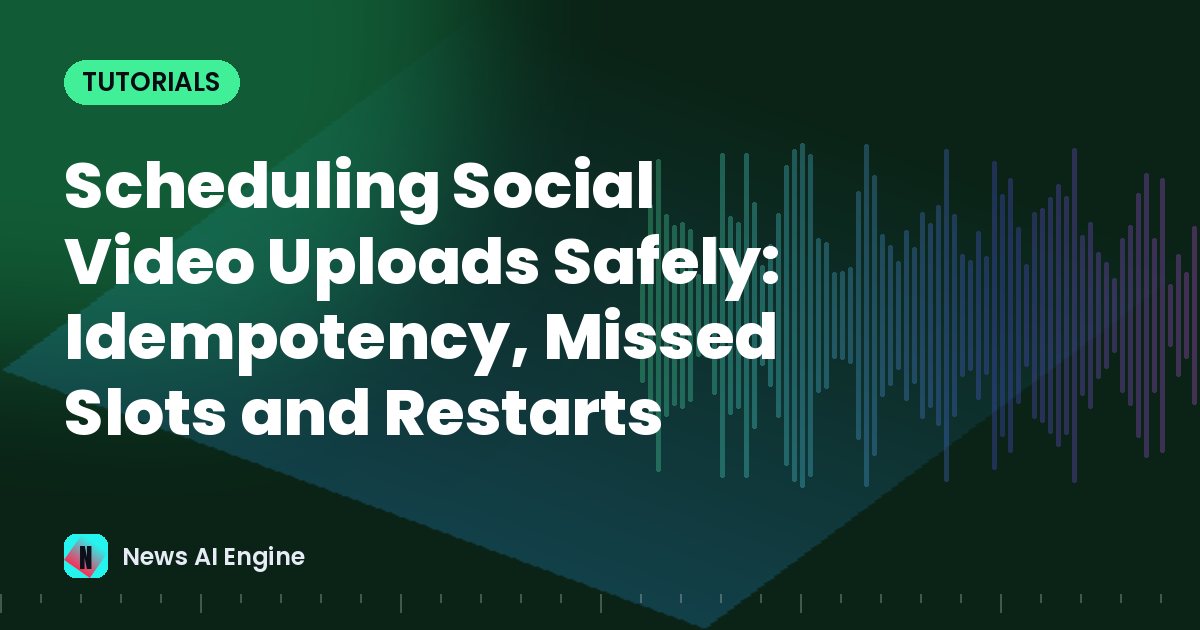 TUTORIALS
Scheduling Social
Video Uploads Safely:
Idempotency, Missed
Slots and Restarts
N
News AI Engine